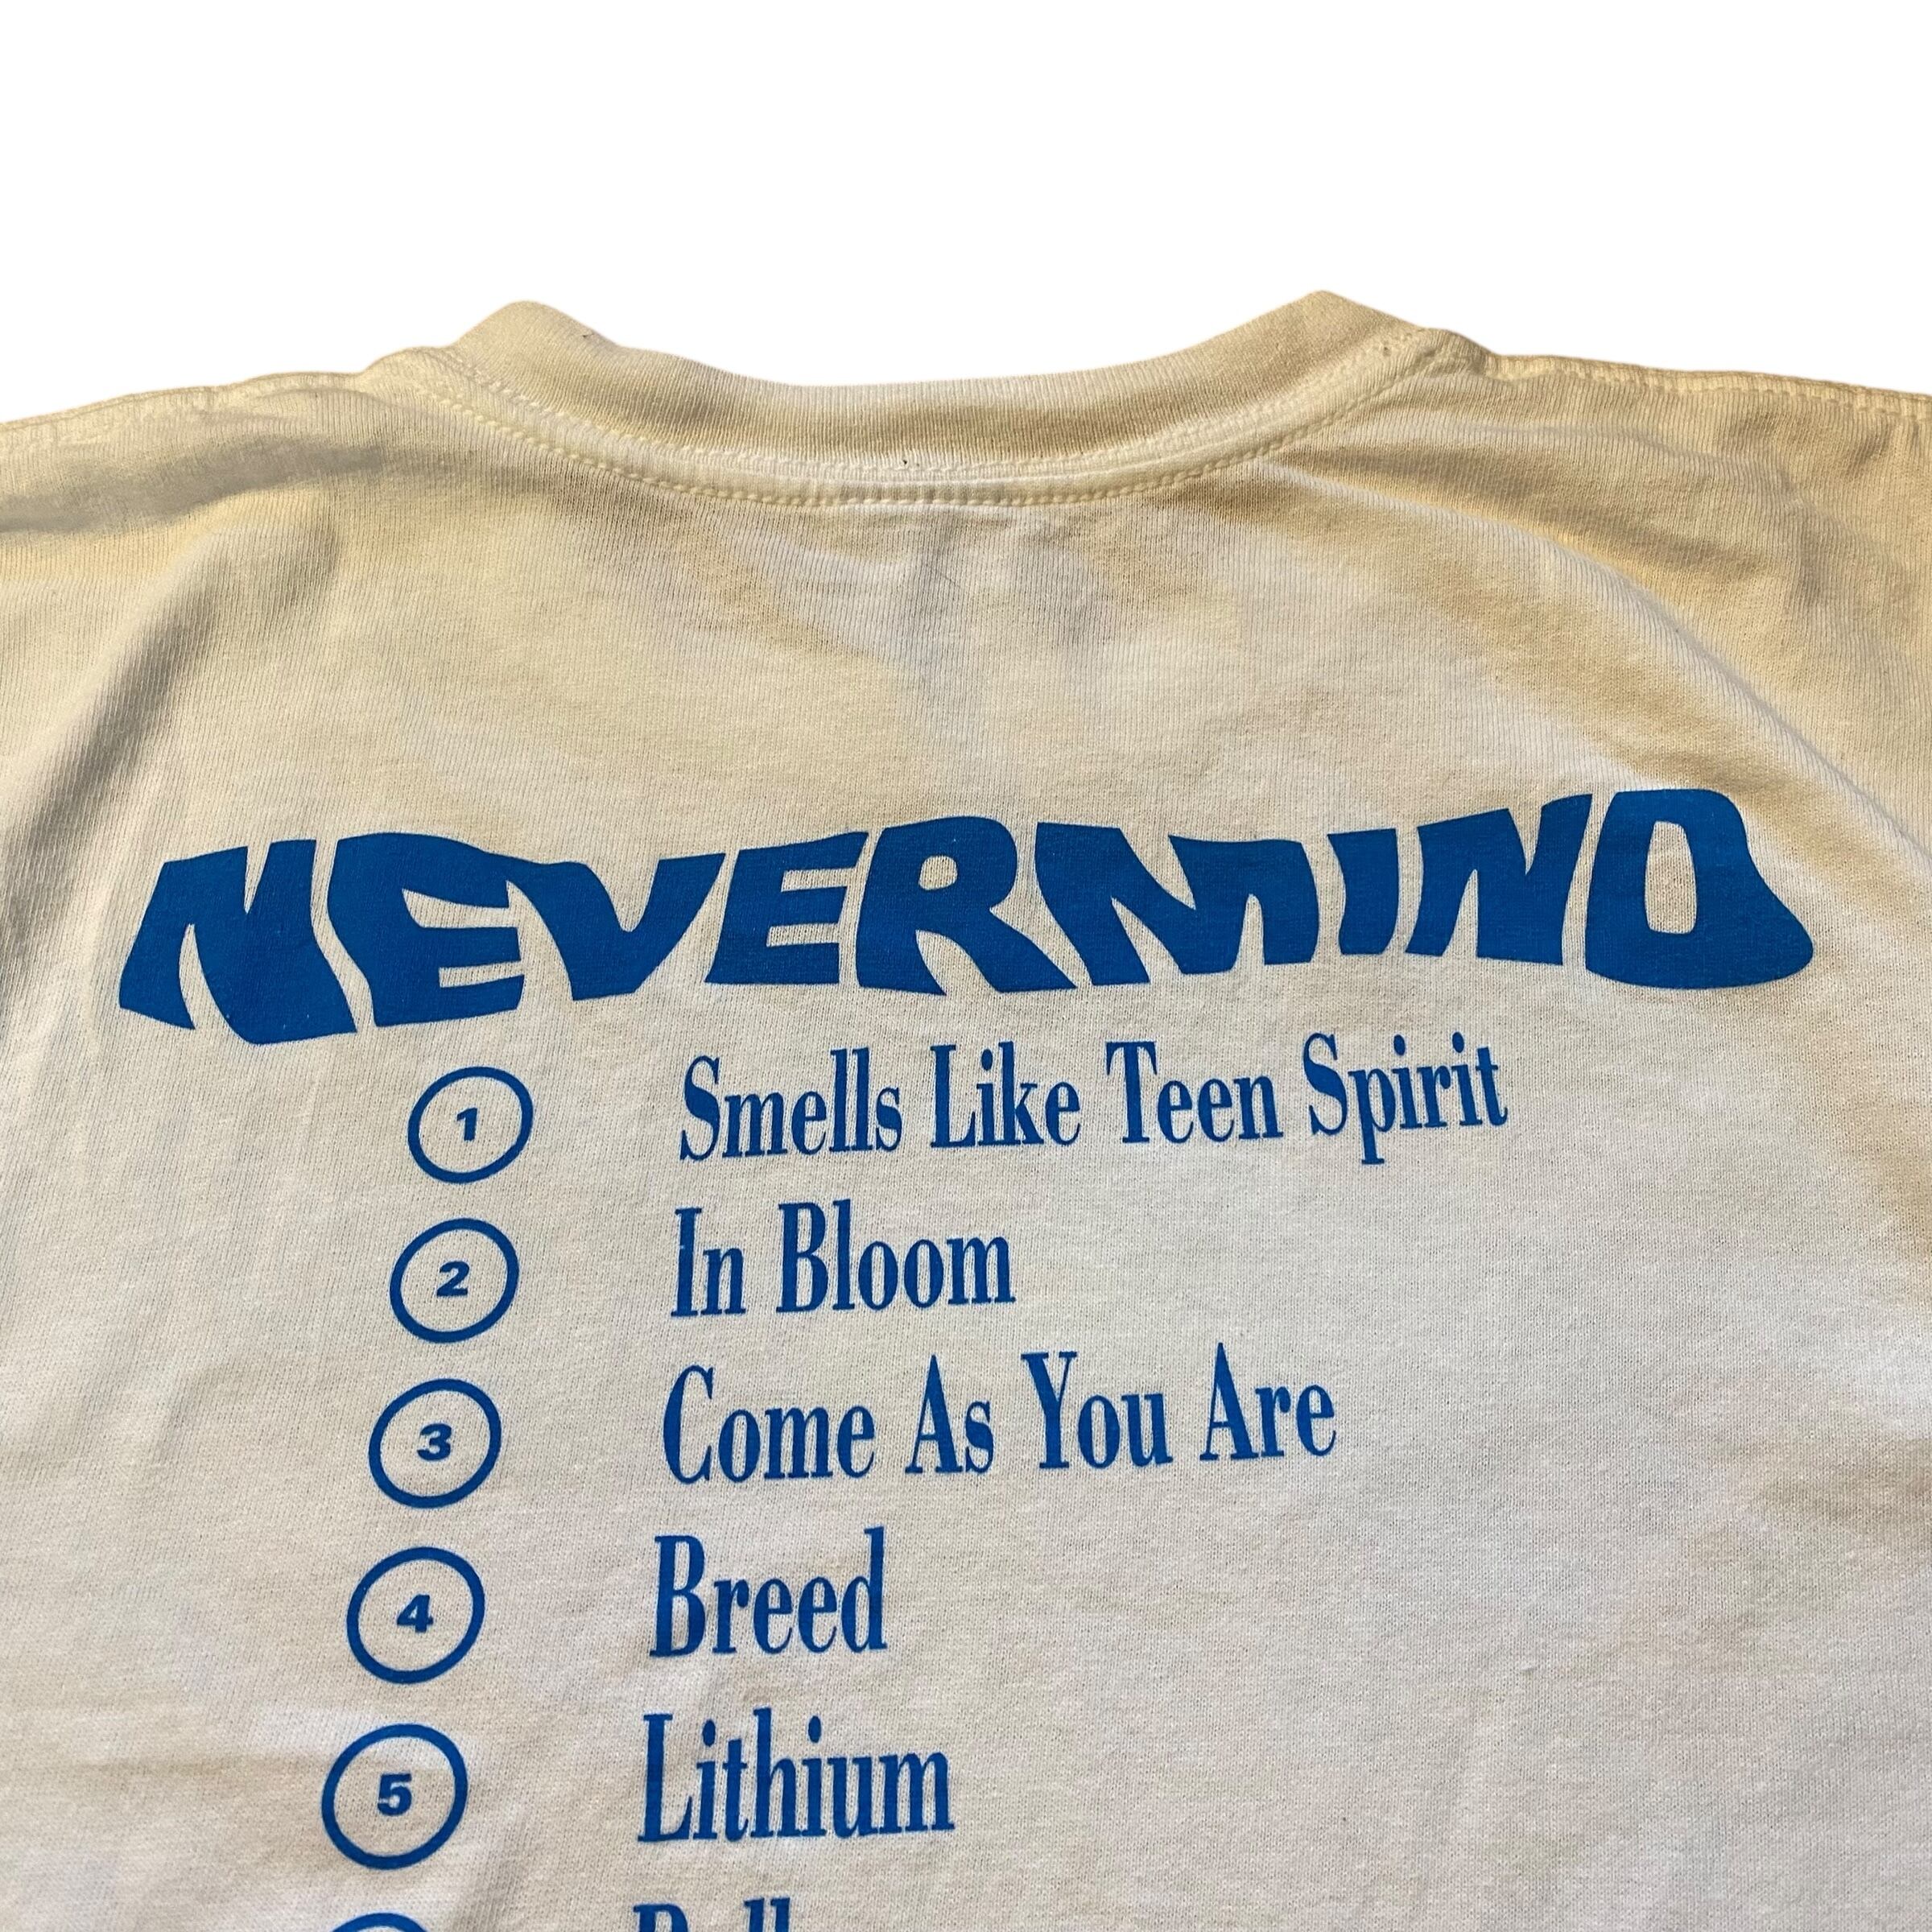 NEVERMIND
1 Smells Like Teen Spirit
2 In Bloom
3 Come As You Are
4 Breed
5 Lithium